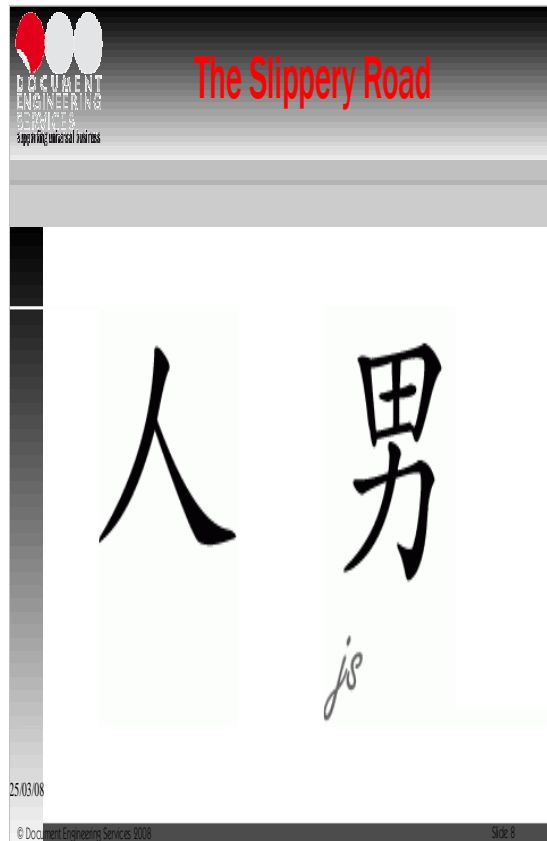 DOCUMENT
ENGINEERING
SERVICES
supporting universal business
The Slippery Road
人 男
js
25/03/08
© Document Engineering Services 2008
Slide 8